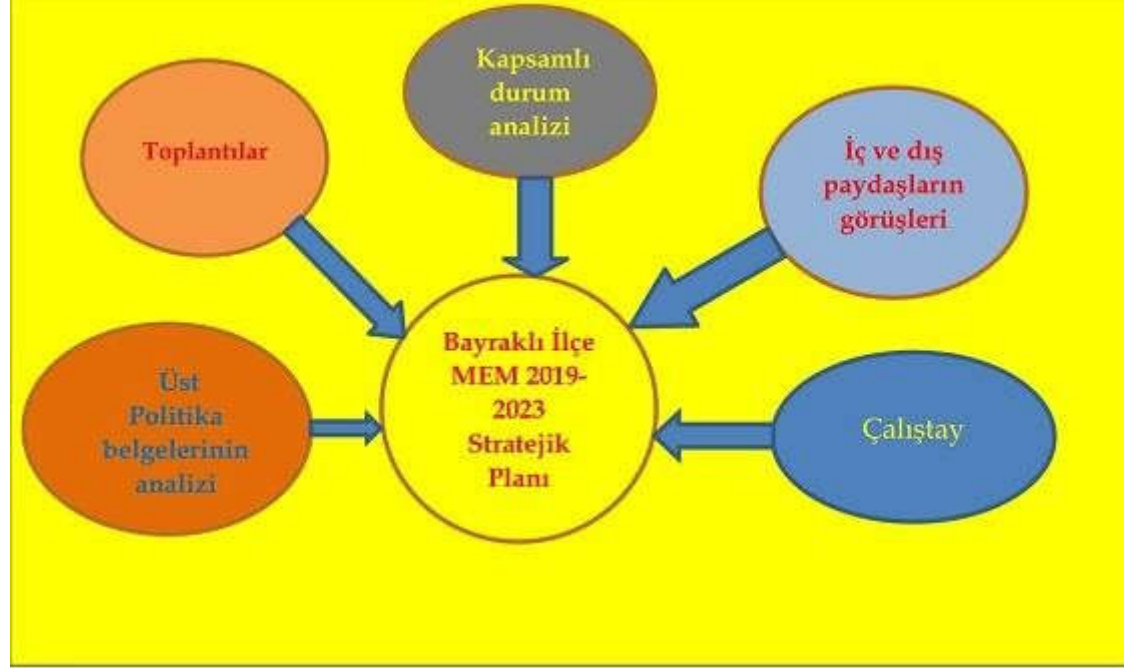 Kapsamlı
durum
analizi
Toplantılar
İç ve dış
paydaşların
görüşleri
Bayraklı İlçe
MEM 2019-
2023
Stratejik
Planı
Üst
Politika
belgelerinin
analizi
Çalıştay